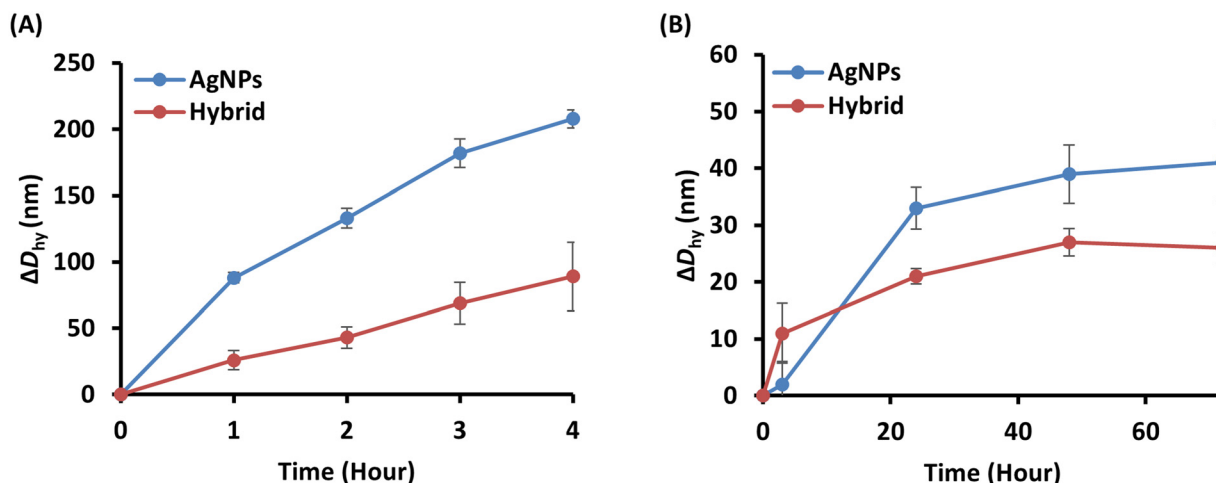 (A)
250
200
150
100
50
0
ΔDhy (nm)
AgNPs
Hybrid
0 1 2 3 4
Time (Hour)
(B)
60
50
40
30
20
10
0
ΔDhy (nm)
AgNPs
Hybrid
0 20 40 60
Time (Hour)